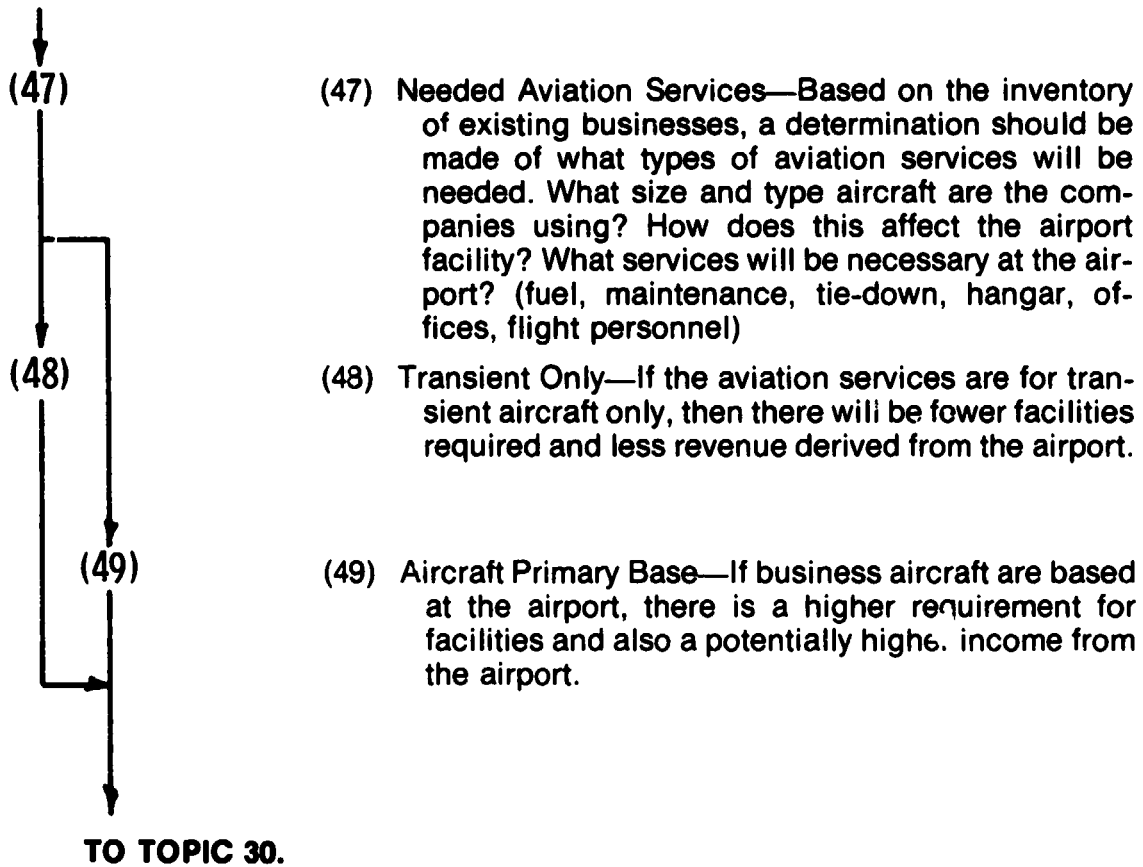 (47)
(47) Needed Aviation Services—Based on the inventory
of existing businesses, a determination should be
made of what types of aviation services will be
needed. What size and type aircraft are the com-
panies using? How does this affect the airport
facility? What services will be necessary at the air-
port? (fuel, maintenance, tie-down, hangar, of-
fices, flight personnel)
(48)
(48) Transient Only—If the aviation services are for tran-
sient aircraft only, then there will be fewer facilities
required and less revenue derived from the airport.
(49)
(49) Aircraft Primary Base—If business aircraft are based
at the airport, there is a higher requirement for
facilities and also a potentially highe. income from
the airport.
TO TOPIC 30.